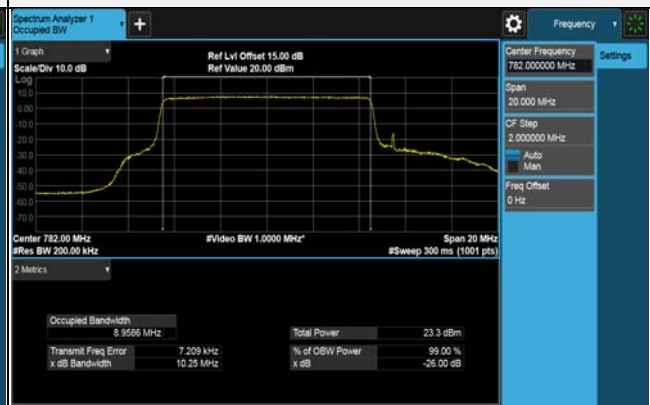 Spectrum Analyzer 1
Occupied BW
+
Frequency
Settings
1 Graph
Scale/Div 10.0 dB
Log
Ref Lvl Offset 15.00 dB
Ref Value 20.00 dBm
10.0
0.00
-10.0
-20.0
-30.0
-40.0
-50.0
-60.0
-70.0
Center 782.00 MHz
#Res BW 200.00 kHz
#Video BW 1.0000 MHz*
Span 20 MHz
#Sweep 300 ms (1001 pts)
Center Frequency
782.000000 MHz
Span
20.000 MHz
CF Step
2.000000 MHz
Auto
Man
Freq Offset
0 Hz
2 Metrics
Occupied Bandwidth
8.9586 MHz
Total Power 23.3 dBm
Transmit Freq Error 7.209 kHz
% of OBW Power 99.00 %
x dB Bandwidth 10.25 MHz
x dB -26.00 dB